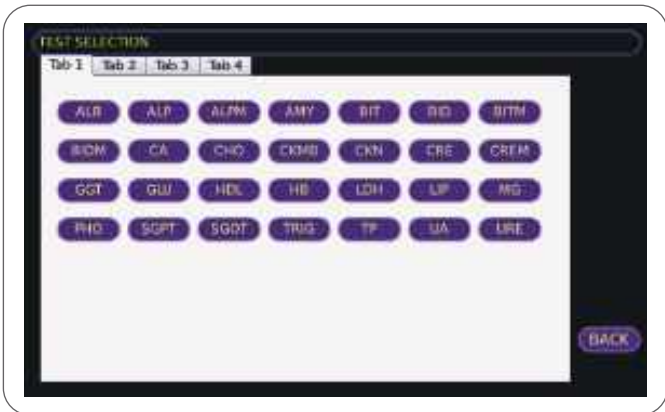 TEST SELECTION
Tab 1 Tab 2 Tab 3 Tab 4
ALB ALP ALPM AMY BIT BID BITM
BIDM CA CHO CKMB CKN CRE CREM
GGT GLU HDL HB LDH LIP MG
PHO SGPT SGOT TRIG TP UA URE
BACK